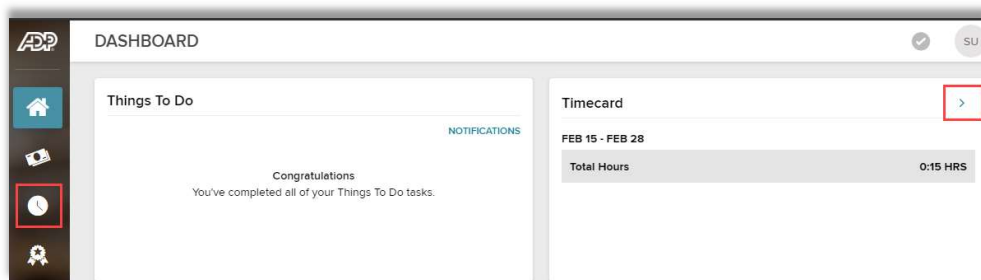 ADP
DASHBOARD
SU
Things To Do
NOTIFICATIONS
Congratulations
You've completed all of your Things To Do tasks.
Timecard
>
FEB 15 - FEB 28
Total Hours 0:15 HRS